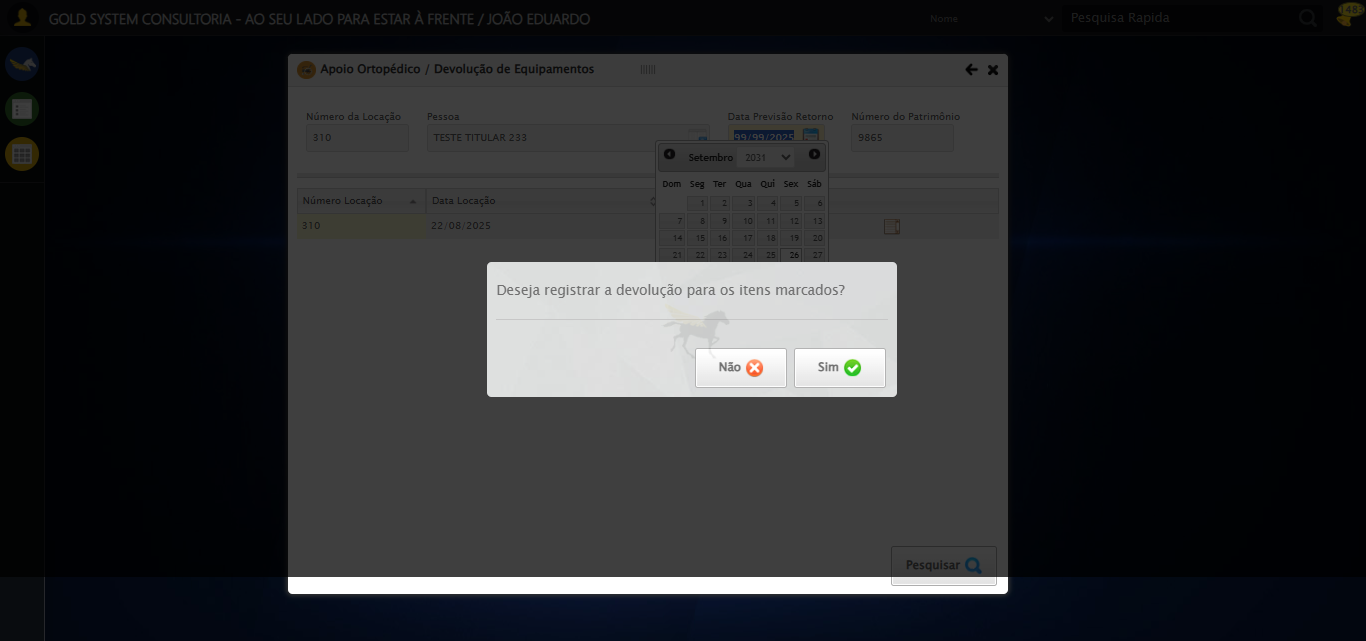 GOLD SYSTEM CONSULTORIA - AO SEU LADO PARA ESTAR À FRENTE / JOÃO EDUARDO
Nome
Pesquisa Rapida
148
Apoio Ortopédico / Devolução de Equipamentos
Número da Locação Pessoa Data Previsão Retorno Número do Patrimônio
310 TESTE TITULAR 233 99/99/2025 9865
Setembro 2031
Dom Seg Ter Qua Qui Sex Sáb
1 2 3 4 5 6
7 8 9 10 11 12 13
14 15 16 17 18 19 20
21 22 23 24 25 26 27
Número Locação Data Locação
310 22/08/2025
Deseja registrar a devolução para os itens marcados?
Não Sim
Pesquisar